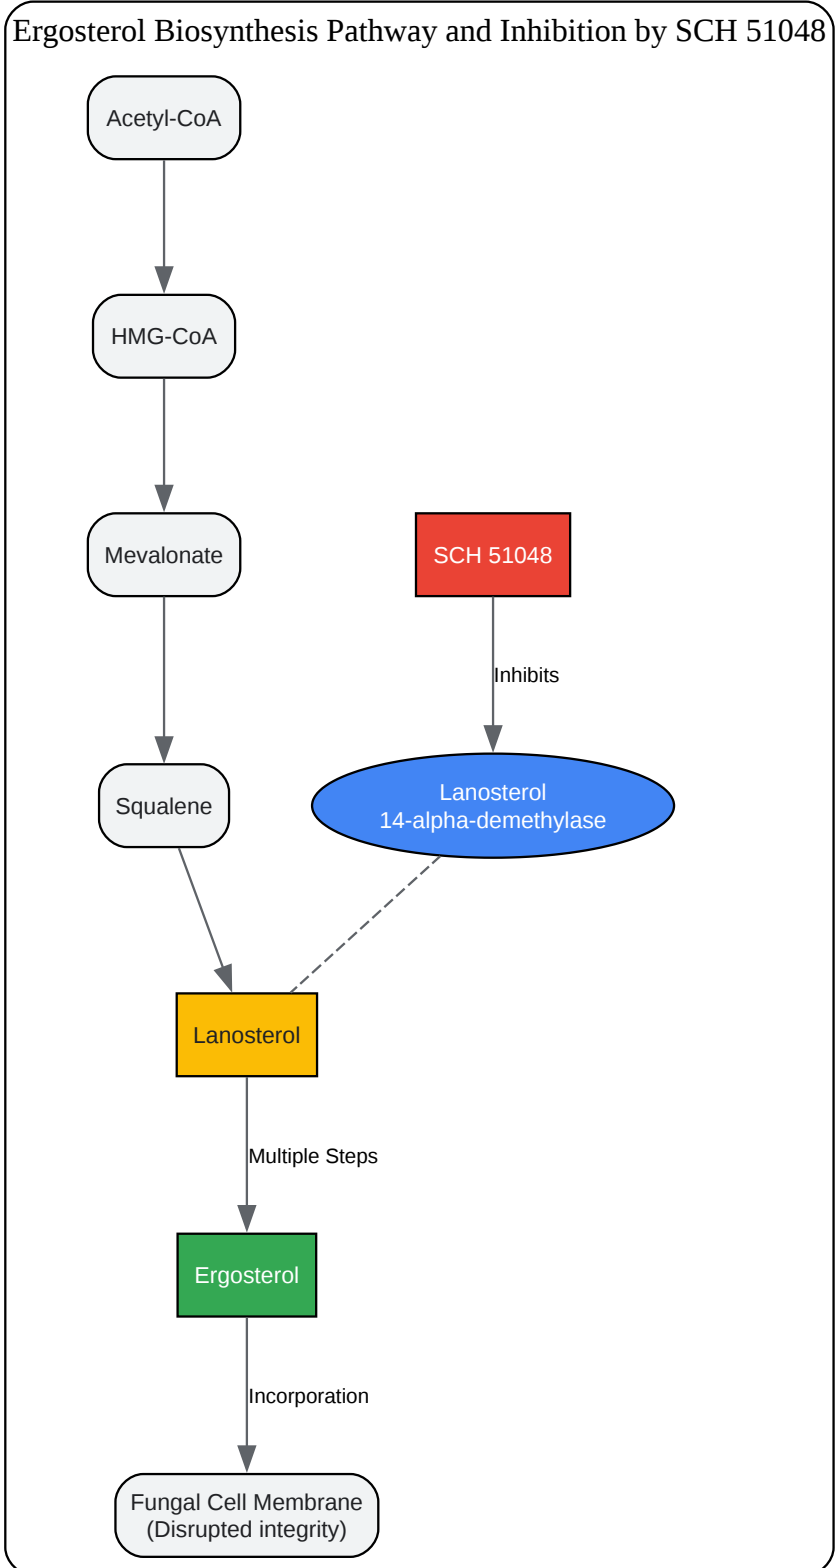 Ergosterol Biosynthesis Pathway and Inhibition by SCH 51048
Acetyl-CoA
HMG-CoA
Mevalonate
SCH 51048
Inhibits
Squalene
Lanosterol
14-alpha-demethylase
Lanosterol
Multiple Steps
Ergosterol
Incorporation
Fungal Cell Membrane
(Disrupted integrity)